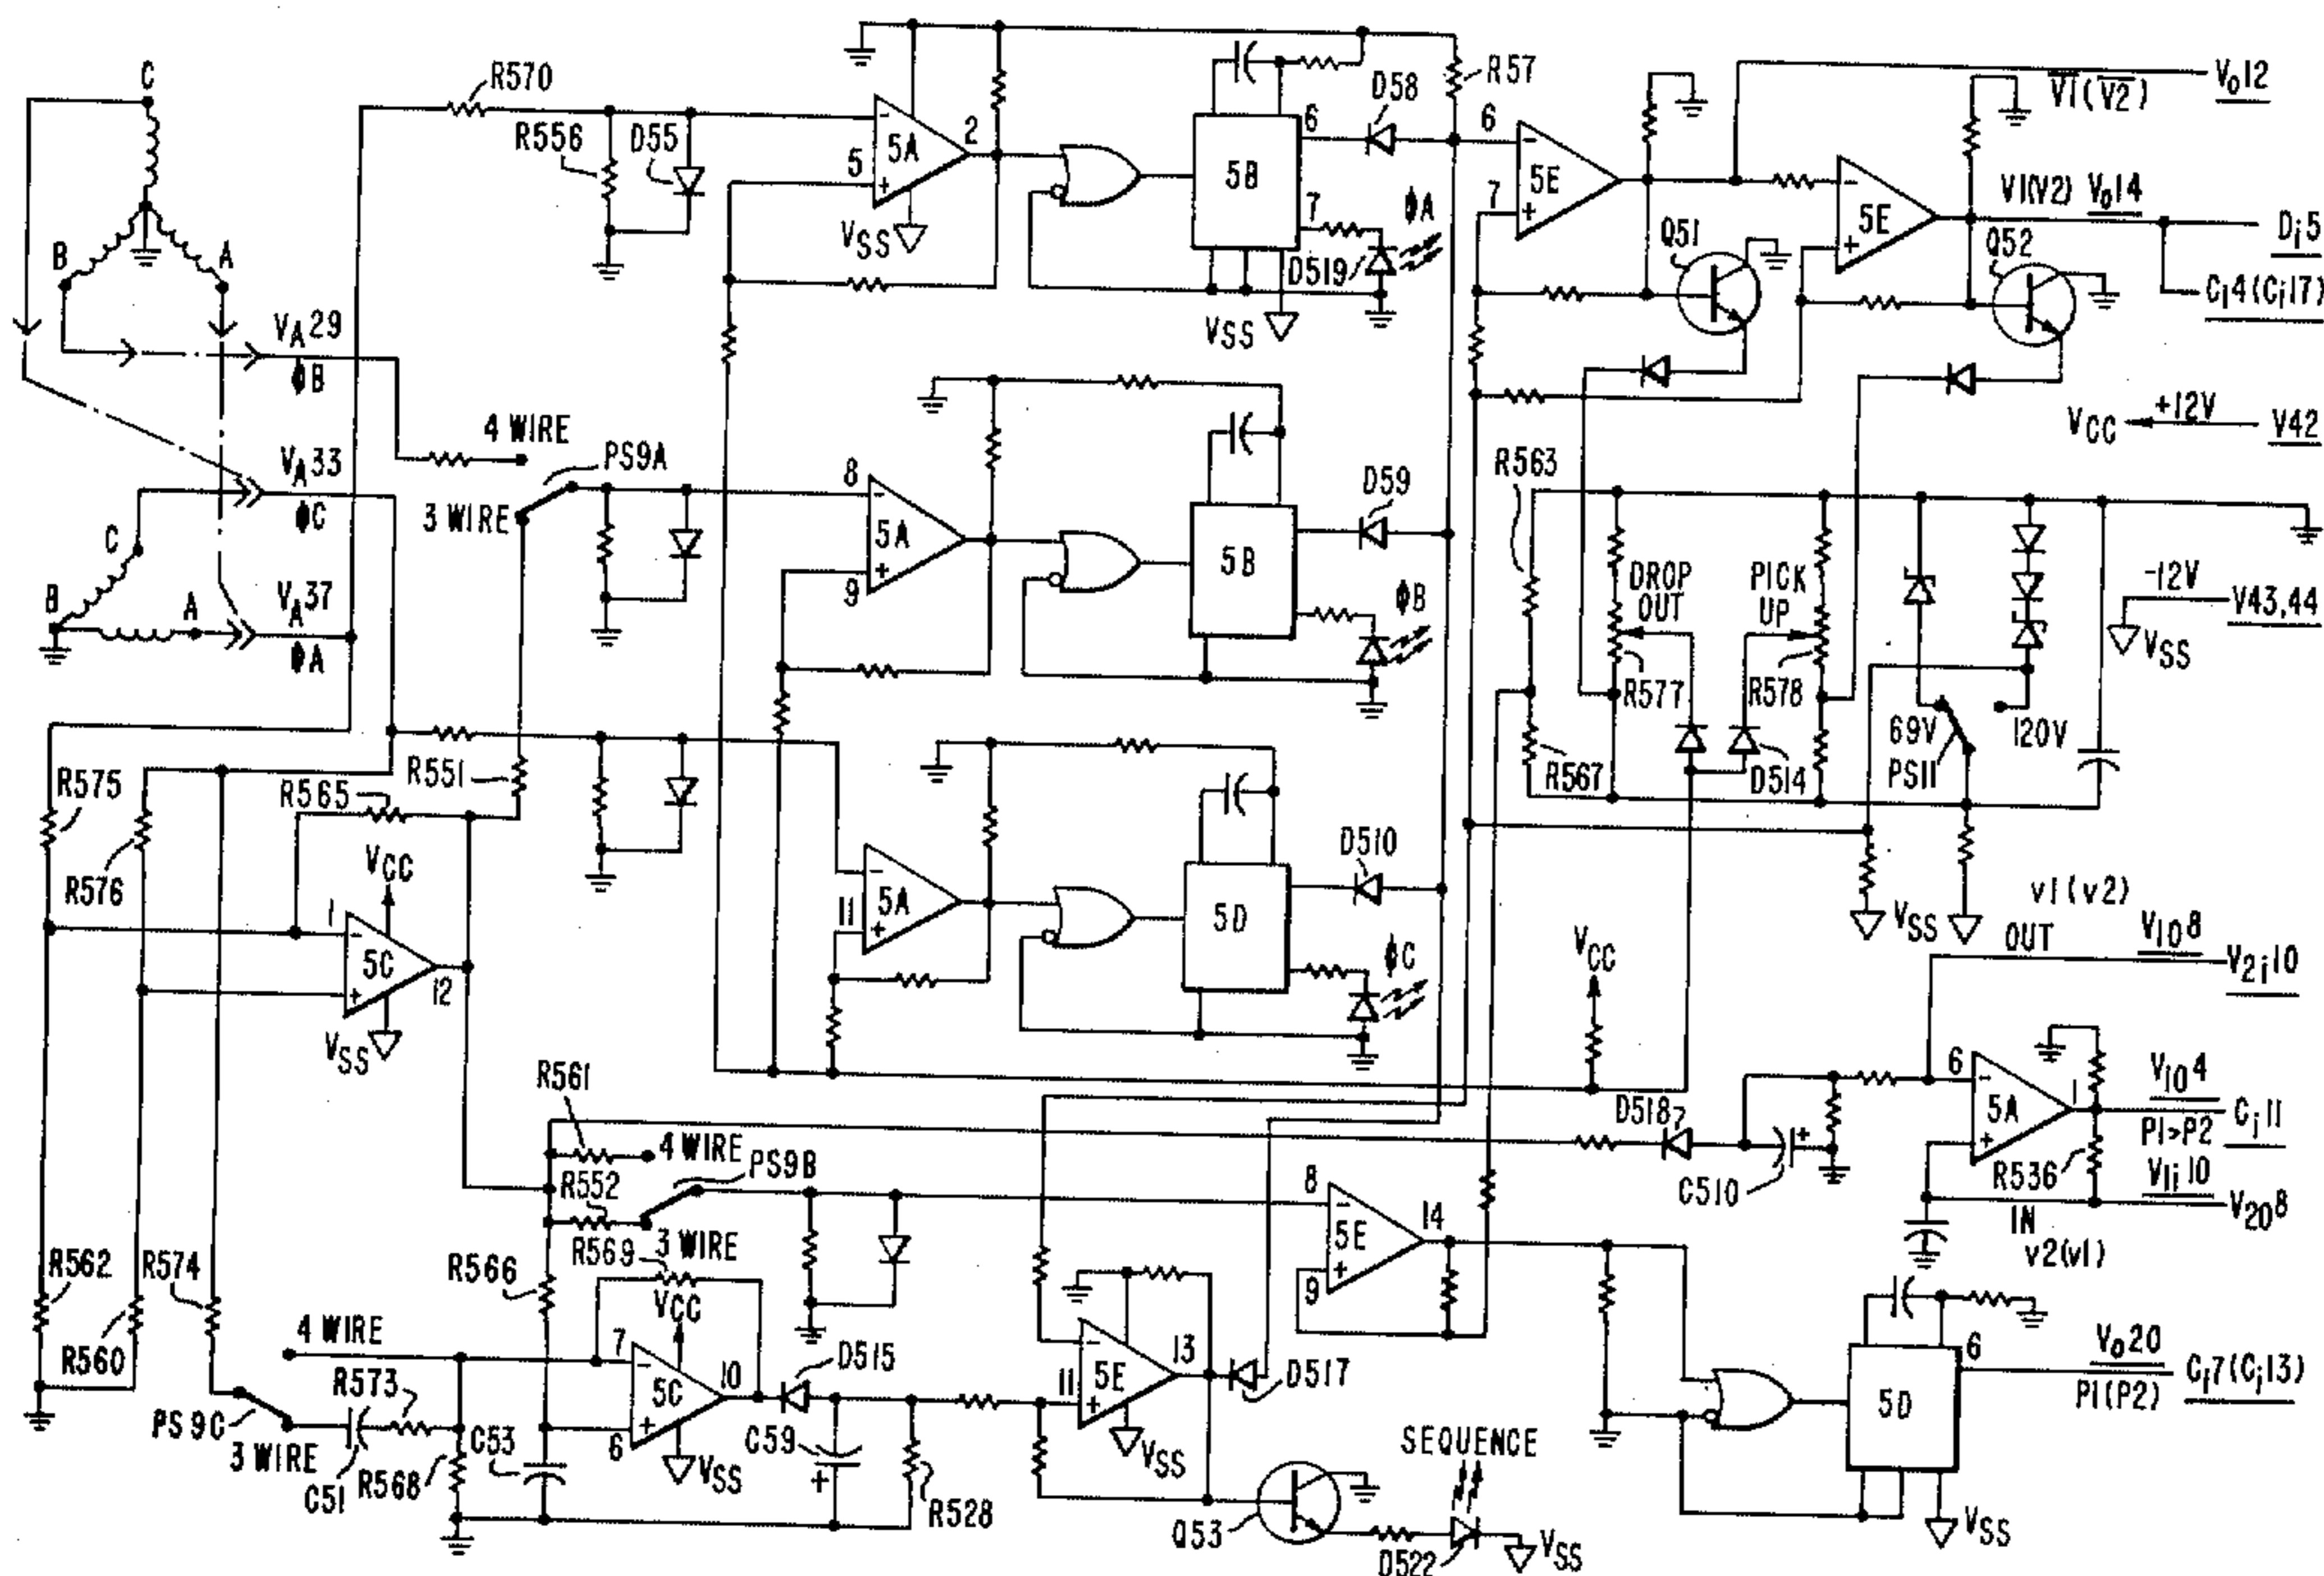 C
R570
R556
D55
5
5A
2
VSS
6
5B
7
D58
R57
ΦA
D519
VSS
6
7
5E
Q51
V1(V2)
Vo12
V1(V2) Vo14
5E
Q52
Di5
Ci4(Ci17)
B
A
VA29
ΦB
4 WIRE
PS9A
3 WIRE
8
5A
9
5B
D59
ΦB
R563
VCC
+12V
V42
VA33
ΦC
C
B
A
VA37
ΦA
DROP OUT
PICK UP
R577
R578
-12V
V43,44
VSS
69V
PS11
120V
R567
D514
R575
R565
R551
R576
VCC
1
5C
12
VSS
11
5A
5D
D510
ΦC
VCC
VSS
v1(v2)
OUT
V1o8
V2i10
R561
4 WIRE
PS9B
R552
R569
3 WIRE
D518
C510
6
5A
1
R536
V1o4
Ci11
P1>P2
V1i10
V2o8
IN
v2(v1)
R562
R560
R574
R566
VCC
8
5E
14
9
4 WIRE
R573
PS9C
3 WIRE
C51
R568
C53
7
5C
10
6
VSS
D515
C59
R528
11
5E
13
VSS
D517
SEQUENCE
Q53
D522
VSS
5D
6
Vo20
Ci7(Ci13)
P1(P2)
VSS